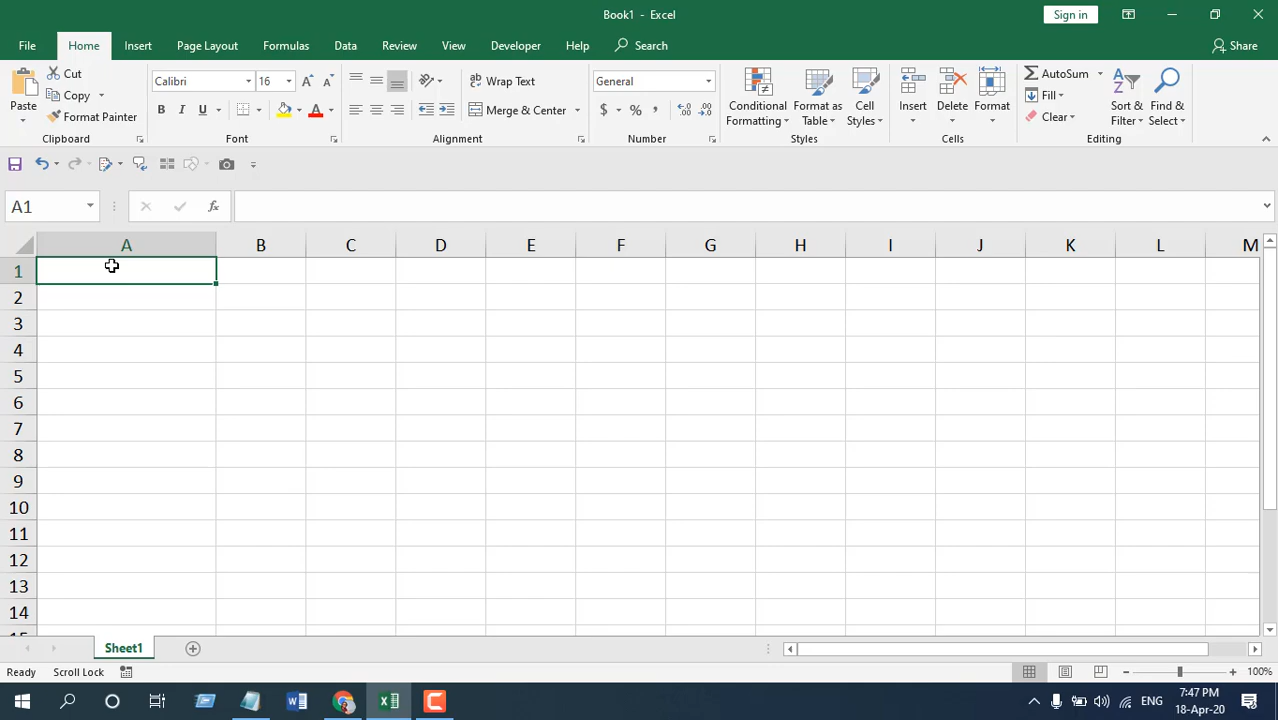 Book1 - Excel
Sign in
File Home Insert Page Layout Formulas Data Review View Developer Help Search Share
Paste
Cut
Copy
Format Painter
Clipboard
Calibri 16
B I U
Font
Wrap Text
Merge & Center
Alignment
General
$ % ,
Number
Conditional Formatting
Format as Table
Cell Styles
Styles
Insert
Delete
Format
Cells
AutoSum
Fill
Clear
Sort & Filter
Find & Select
Editing
A1
fx
A B C D E F G H I J K L M
1
2
3
4
5
6
7
8
9
10
11
12
13
14
15
Sheet1
Ready Scroll Lock 100%
ENG
7:47 PM
18-Apr-20